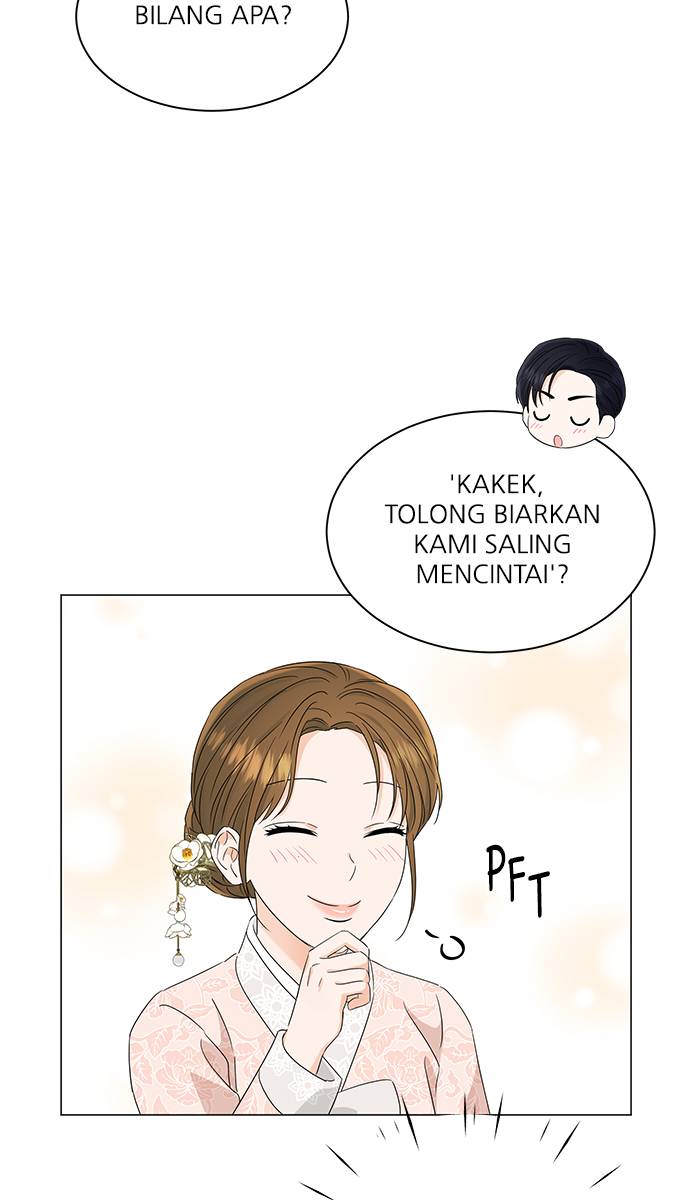 BILANG APA?
'KAKEK,
TOLONG BIARKAN
KAMI SALING
MENCINTAI'?
PFT